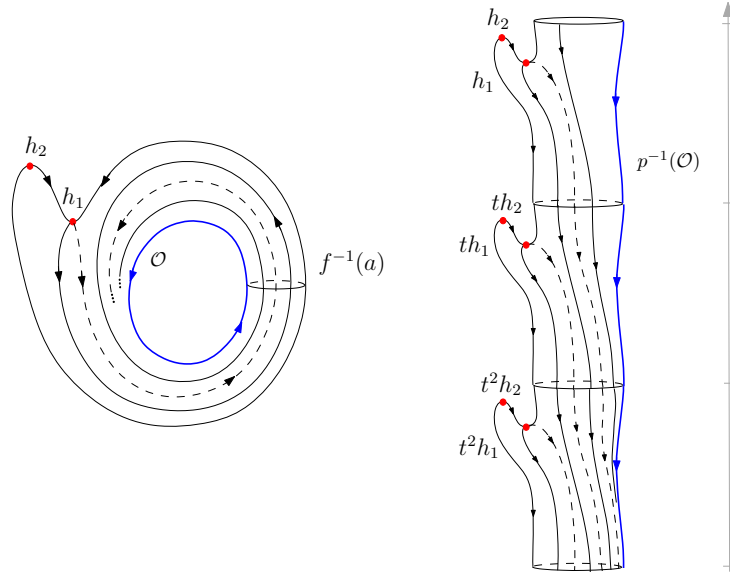 h₂
h₁
𝒪
f⁻¹(a)
h₂
h₁
p⁻¹(𝒪)
th₂
th₁
t²h₂
t²h₁